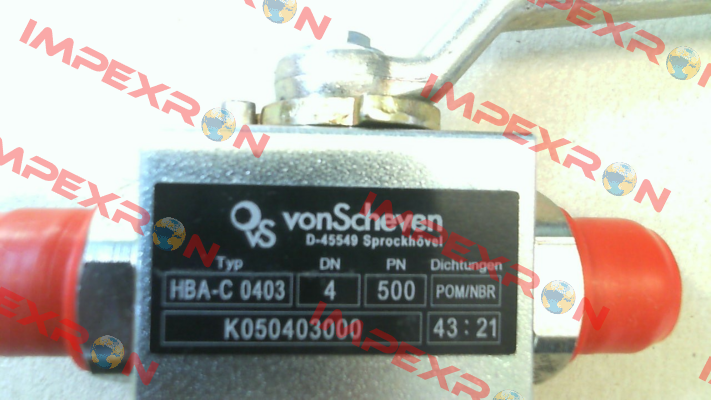 IMPEXRON
IMPEXRON
IMPEXRON
IMPEXRON
IMPEXRON
VS vonScheven
D-45549 Sprockhövel
Typ DN PN Dichtungen
HBA-C 0403 4 500 POM/NBR
K050403000 43:21
IMPEXRON
IMPEXRON